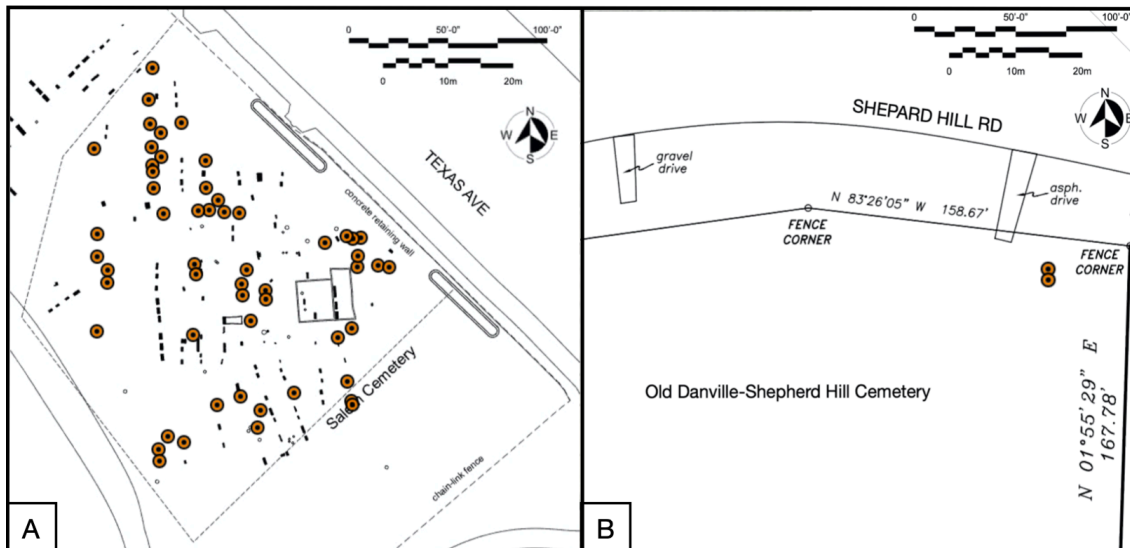 0
50'-0"
100'-0"
0
10m
20m
N
W
E
S
TEXAS AVE
concrete retaining wall
Salem Cemetery
chain-link fence
A
0
50'-0"
100'-0"
0
10m
20m
N
W
E
S
SHEPARD HILL RD
gravel
drive
asph.
drive
N 83°26'05" W 158.67'
FENCE
CORNER
FENCE
CORNER
Old Danville-Shepherd Hill Cemetery
N 01°55'29" E
167.78'
B